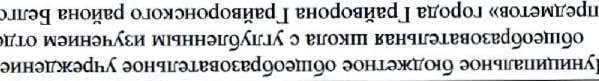 Муниципальное бюджетное общеобразовательное учреждение
общеобразовательная школа с углубленным изучением отде
предметов» города Грайворона Грайворонского района Белго